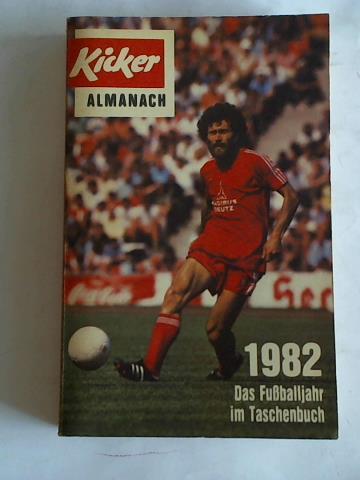 Kicker
ALMANACH
MAGIRUS
DEUTZ
Coca-Cola
1982
Das Fußballjahr
im Taschenbuch